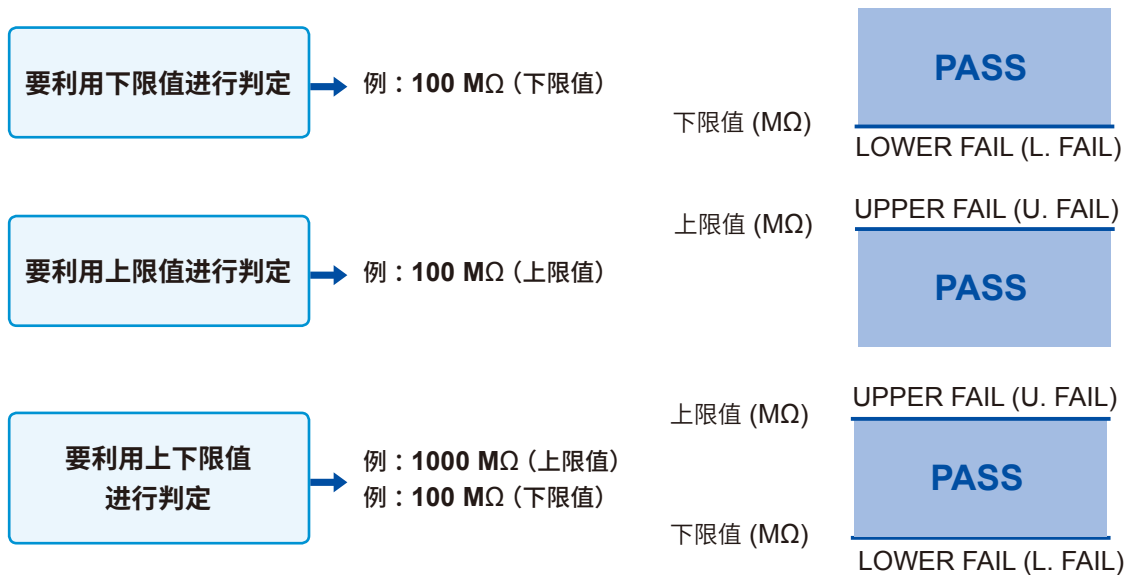 要利用下限值进行判定
例：100 MΩ（下限值）
PASS
下限值 (MΩ)
LOWER FAIL (L. FAIL)
要利用上限值进行判定
例：100 MΩ（上限值）
UPPER FAIL (U. FAIL)
上限值 (MΩ)
PASS
要利用上下限值
进行判定
例：1000 MΩ（上限值）
例：100 MΩ（下限值）
UPPER FAIL (U. FAIL)
上限值 (MΩ)
PASS
下限值 (MΩ)
LOWER FAIL (L. FAIL)